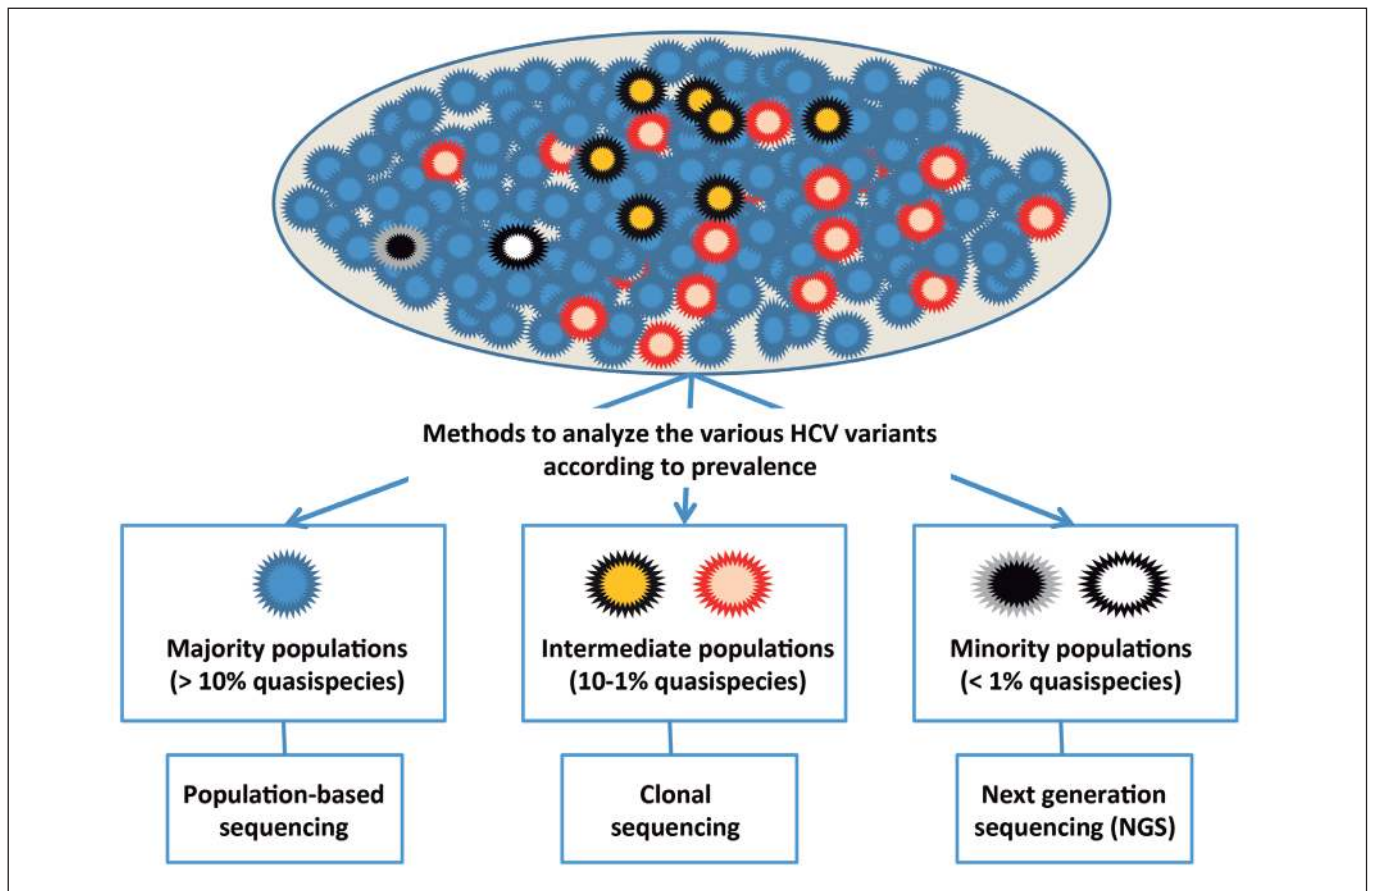 Methods to analyze the various HCV variants
according to prevalence
Majority populations
(> 10% quasispecies)
Intermediate populations
(10-1% quasispecies)
Minority populations
(< 1% quasispecies)
Population-based
sequencing
Clonal
sequencing
Next generation
sequencing (NGS)